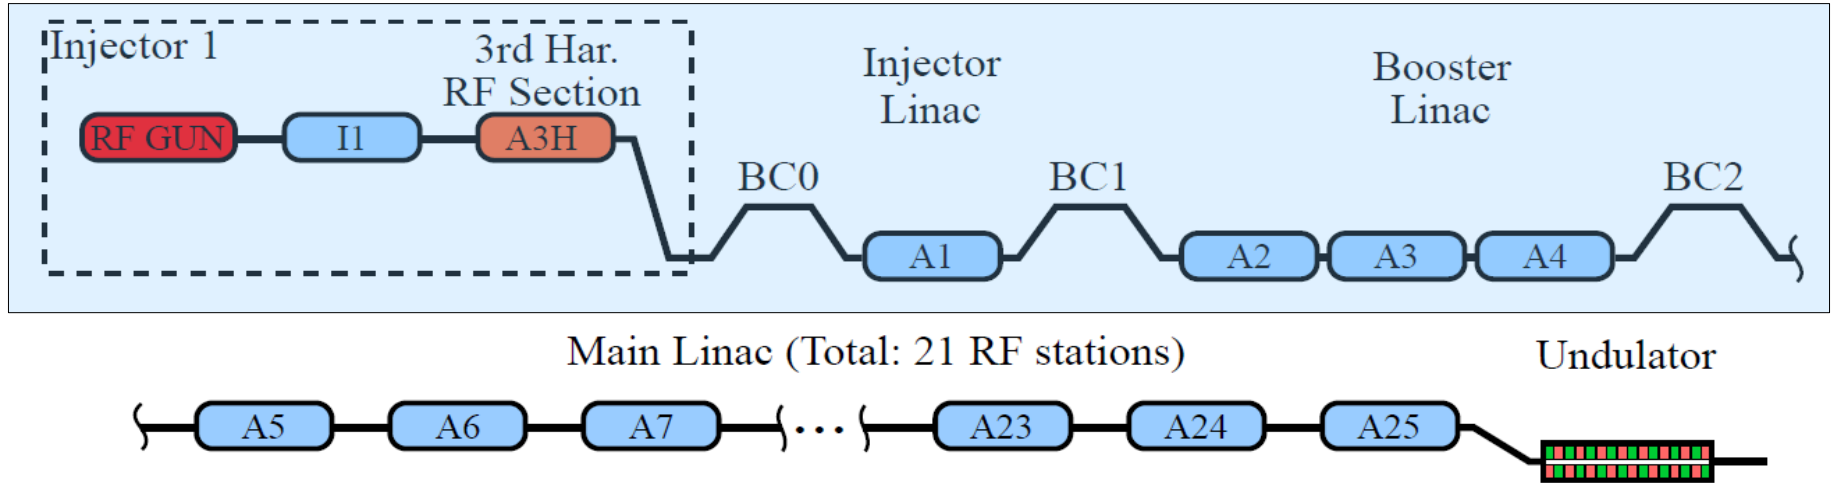 Injector 1
3rd Har.
RF Section
Injector
Linac
Booster
Linac
RF GUN
I1
A3H
BC0
BC1
BC2
A1
A2
A3
A4
Main Linac (Total: 21 RF stations)
Undulator
A5
A6
A7
...
A23
A24
A25